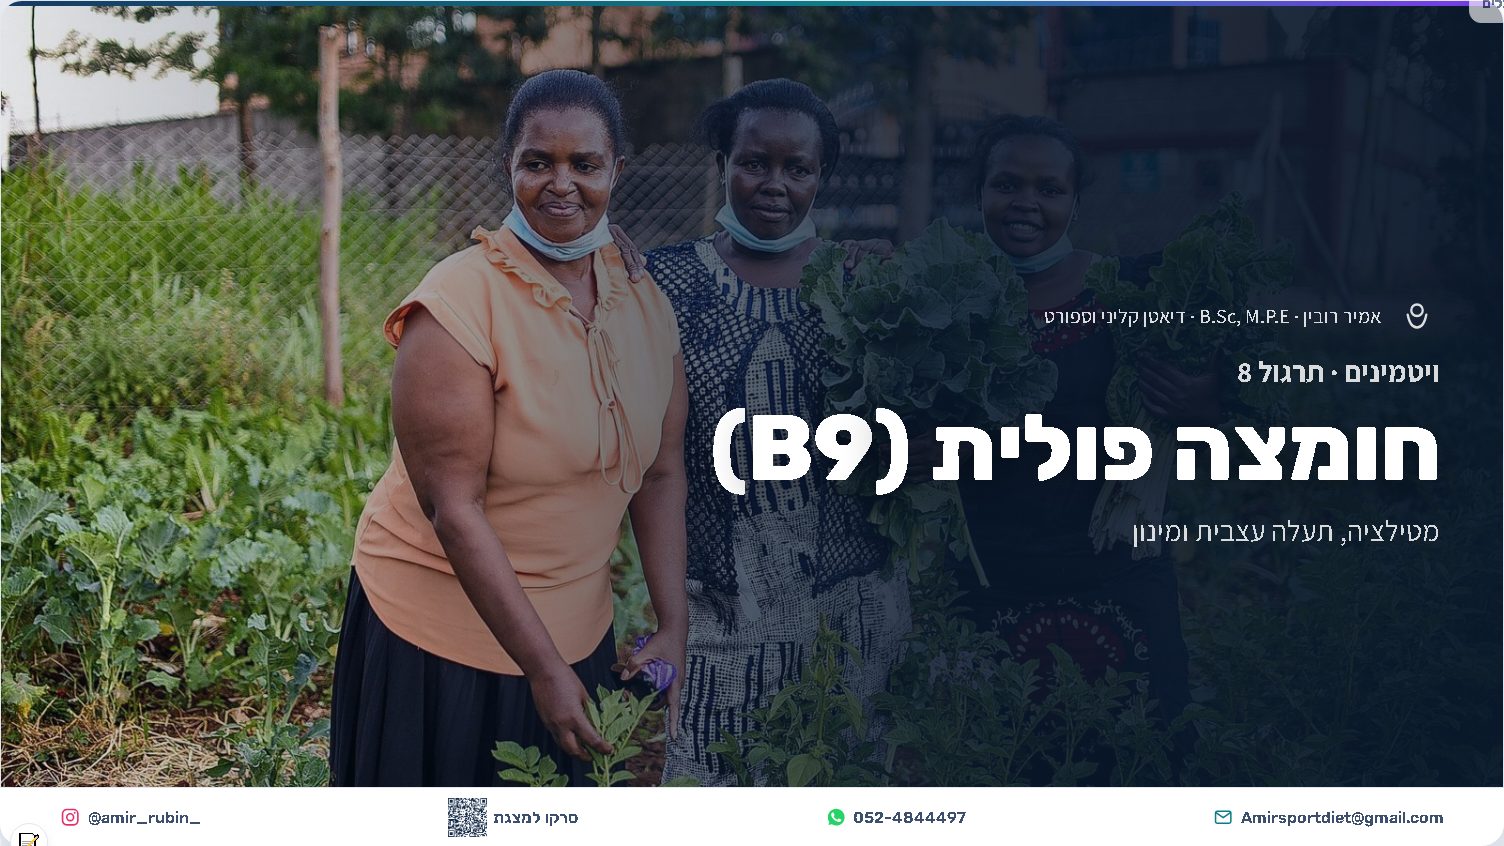 אמיר רובין · B.Sc, M.P.E · דיאטן קליני וספורט
ויטמינים · תרגול 8
חומצה פולית (B9)
מטילציה, תעלה עצבית ומינון
@amir_rubin_
סרקו למצגת
052-4844497
Amirsportdiet@gmail.com